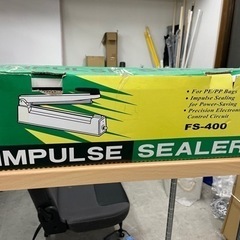 • For PE/PP Bags
• Impulse Sealing
for Power-Saving
• Precision Electronic
Control Circuit
FS-400
IMPULSE SEALER